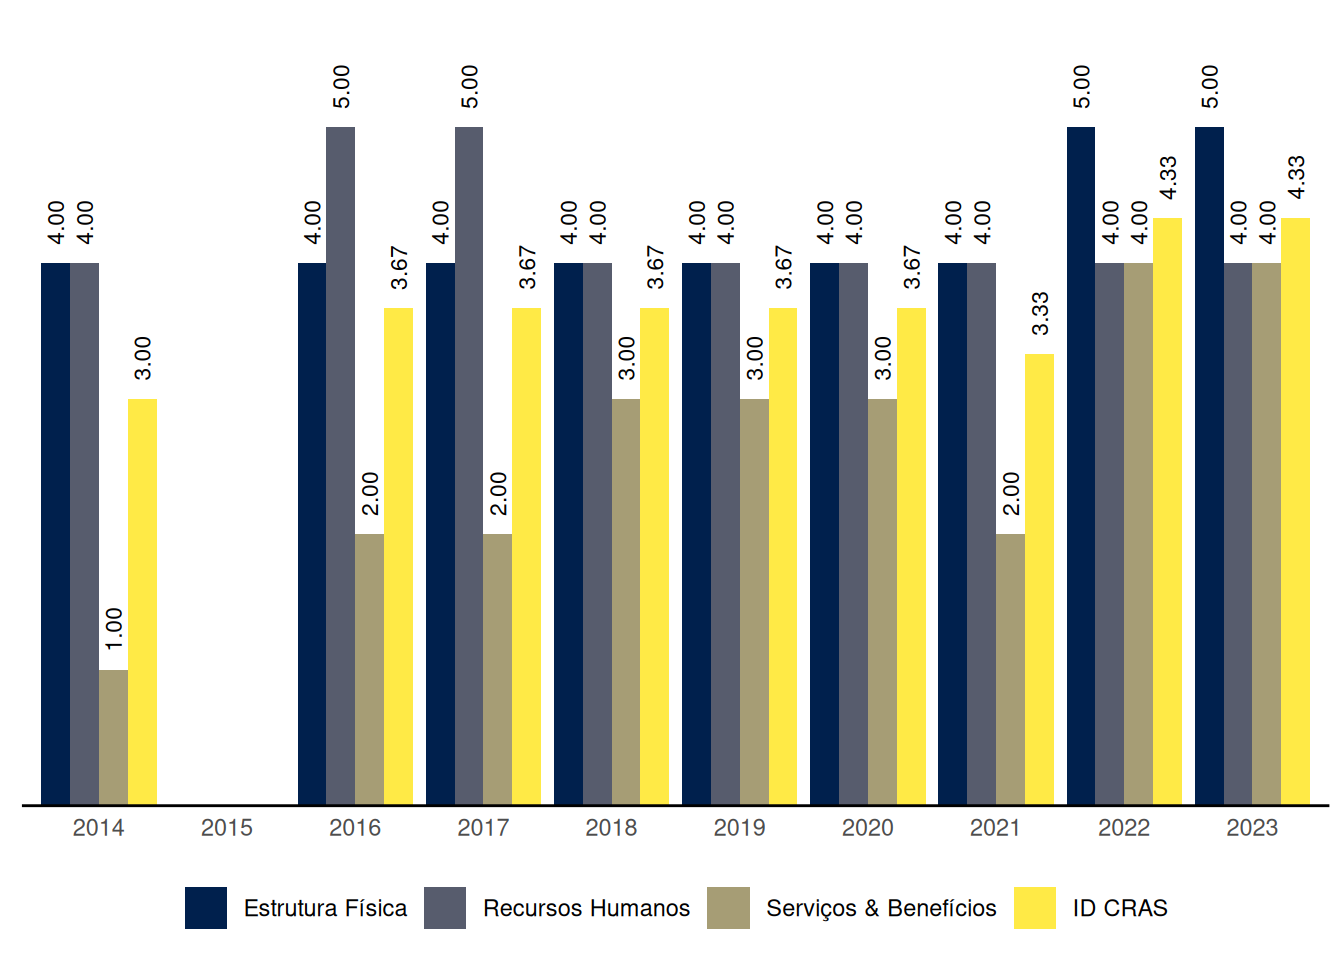 5.00 5.00 5.00 5.00
4.33 4.33
4.00 4.00 4.00 4.00 4.00 4.00 4.00 4.00 4.00 4.00 4.00 4.00 4.00 4.00 4.00 4.00
3.67 3.67 3.67 3.67 3.67
3.33
3.00 3.00 3.00 3.00
2.00 2.00 2.00
1.00
2014 2015 2016 2017 2018 2019 2020 2021 2022 2023
Estrutura Física Recursos Humanos Serviços & Benefícios ID CRAS